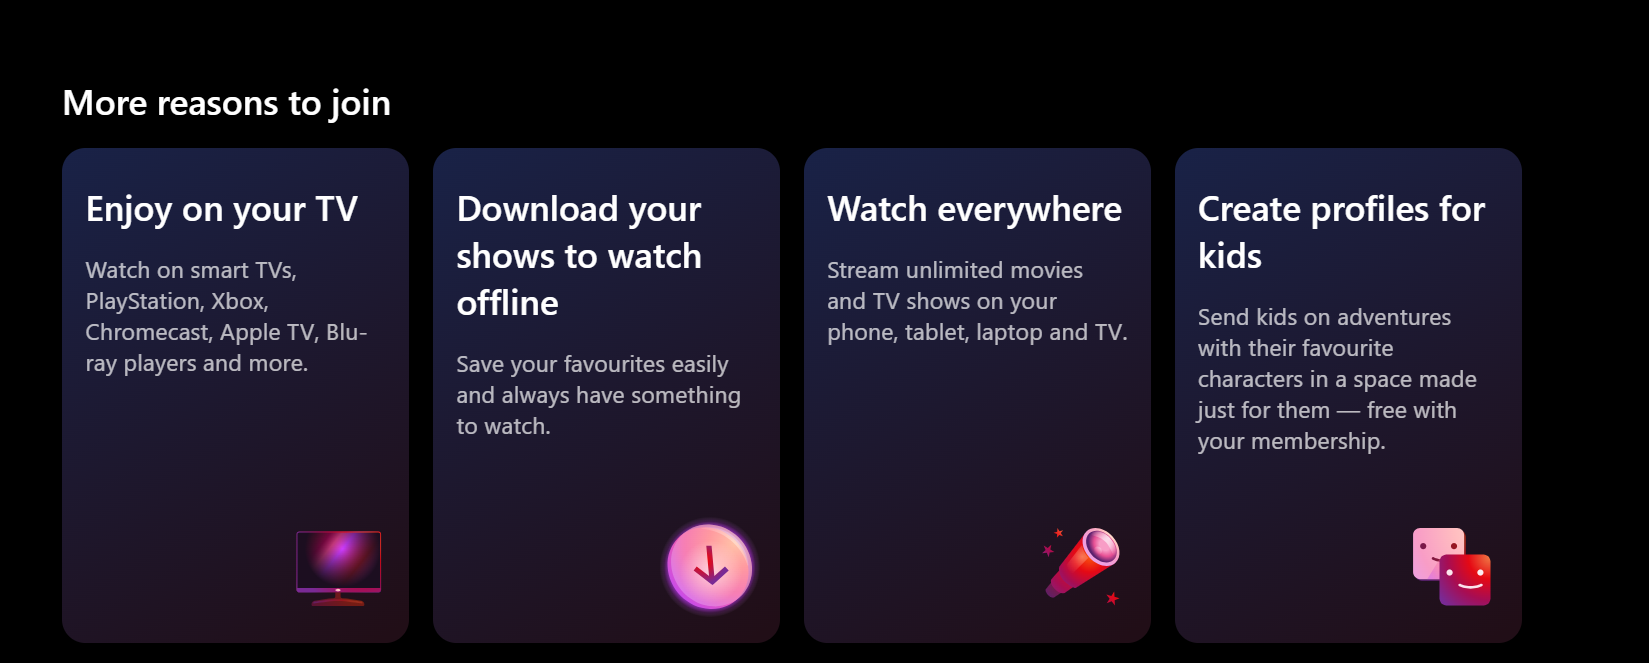 More reasons to join
Enjoy on your TV
Watch on smart TVs,
PlayStation, Xbox,
Chromecast, Apple TV, Blu-
ray players and more.
Download your
shows to watch
offline
Save your favourites easily
and always have something
to watch.
Watch everywhere
Stream unlimited movies
and TV shows on your
phone, tablet, laptop and TV.
Create profiles for
kids
Send kids on adventures
with their favourite
characters in a space made
just for them — free with
your membership.